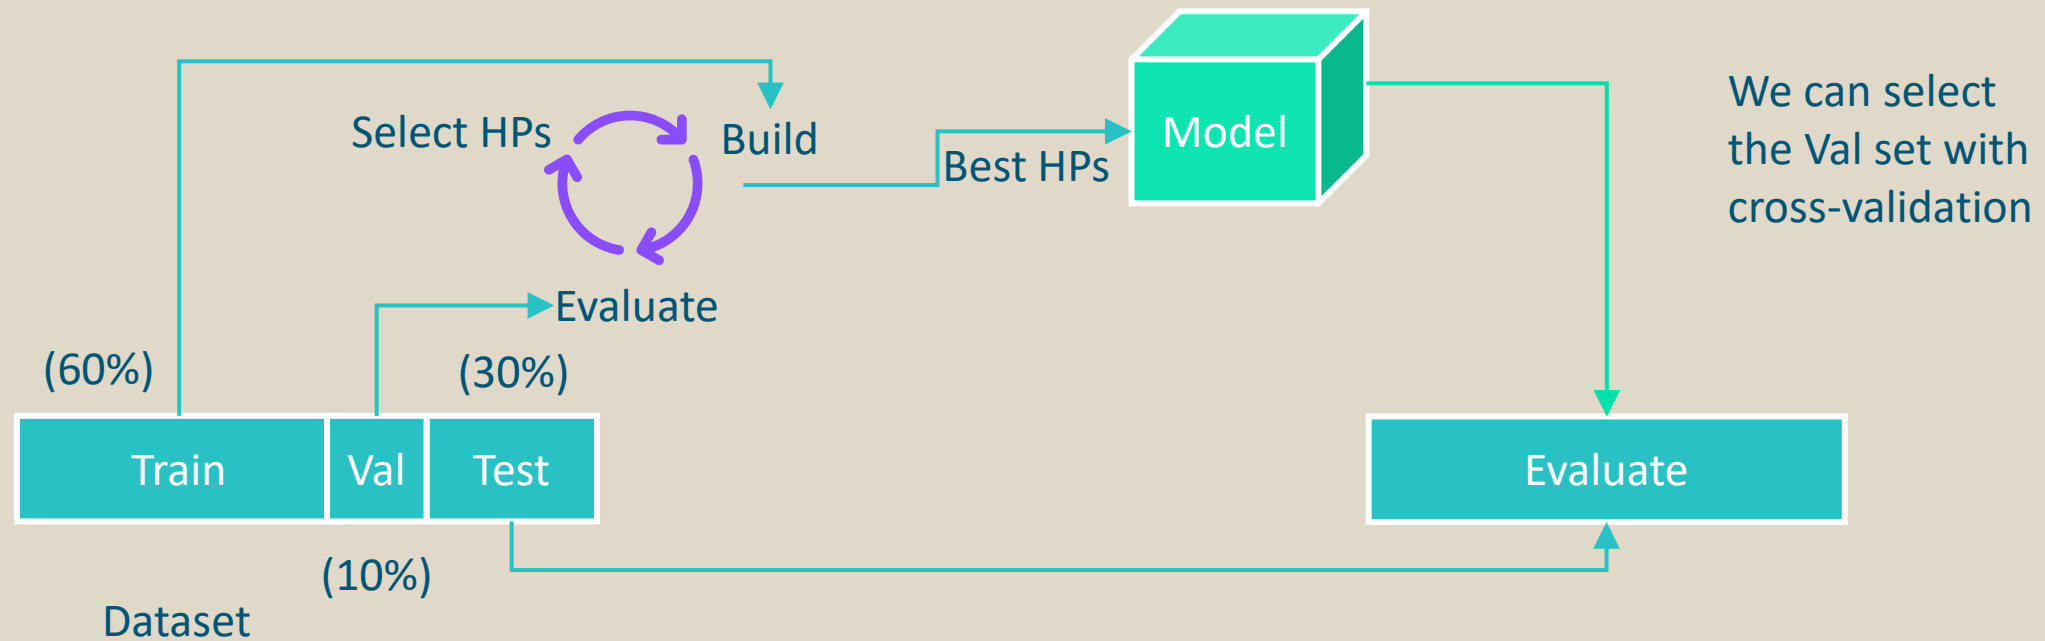 Select HPs
Build
Best HPs
Model
We can select
the Val set with
cross-validation
Evaluate
(60%)
(30%)
Train
Val
Test
Evaluate
(10%)
Dataset